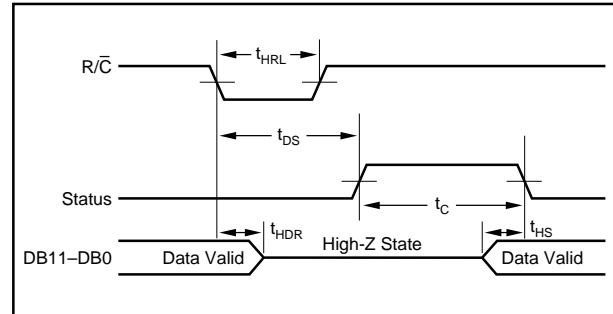 R/C̅
tHRL
tDS
Status
tC
tHDR
High-Z State
tHS
DB11–DB0
Data Valid
Data Valid